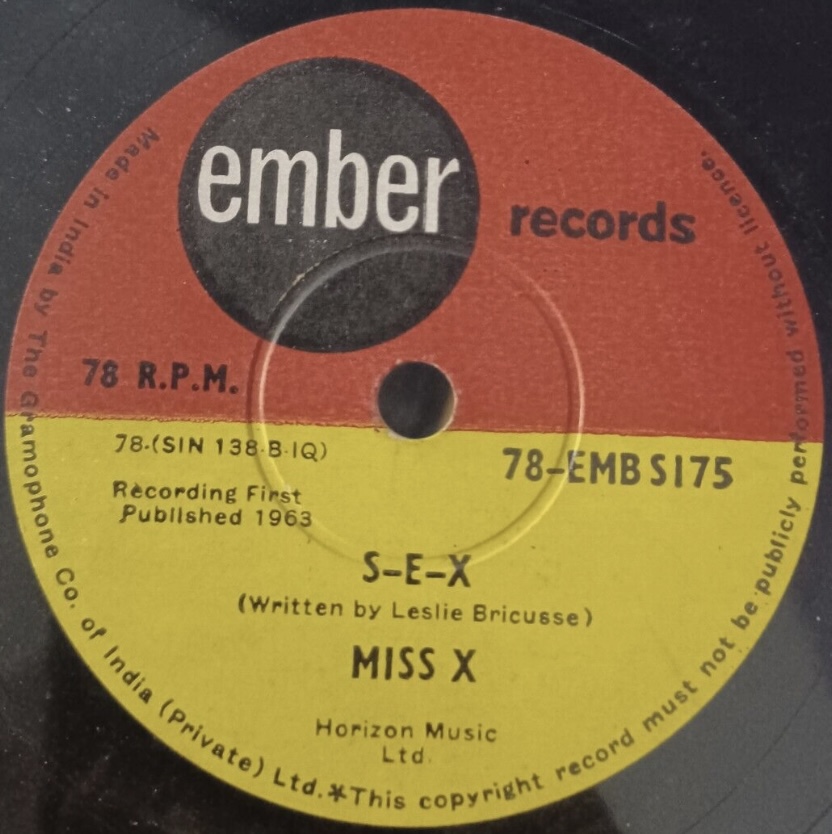 ember
records
78 R.P.M.
78-(SIN 138-B-IQ)
78-EMB S175
Recording First
Published 1963
S-E-X
(Written by Leslie Bricusse)
MISS X
Horizon Music
Ltd.
Made in India by The Gramophone Co. of India (Private) Ltd.*This copyright record must not be publicly performed without licence.